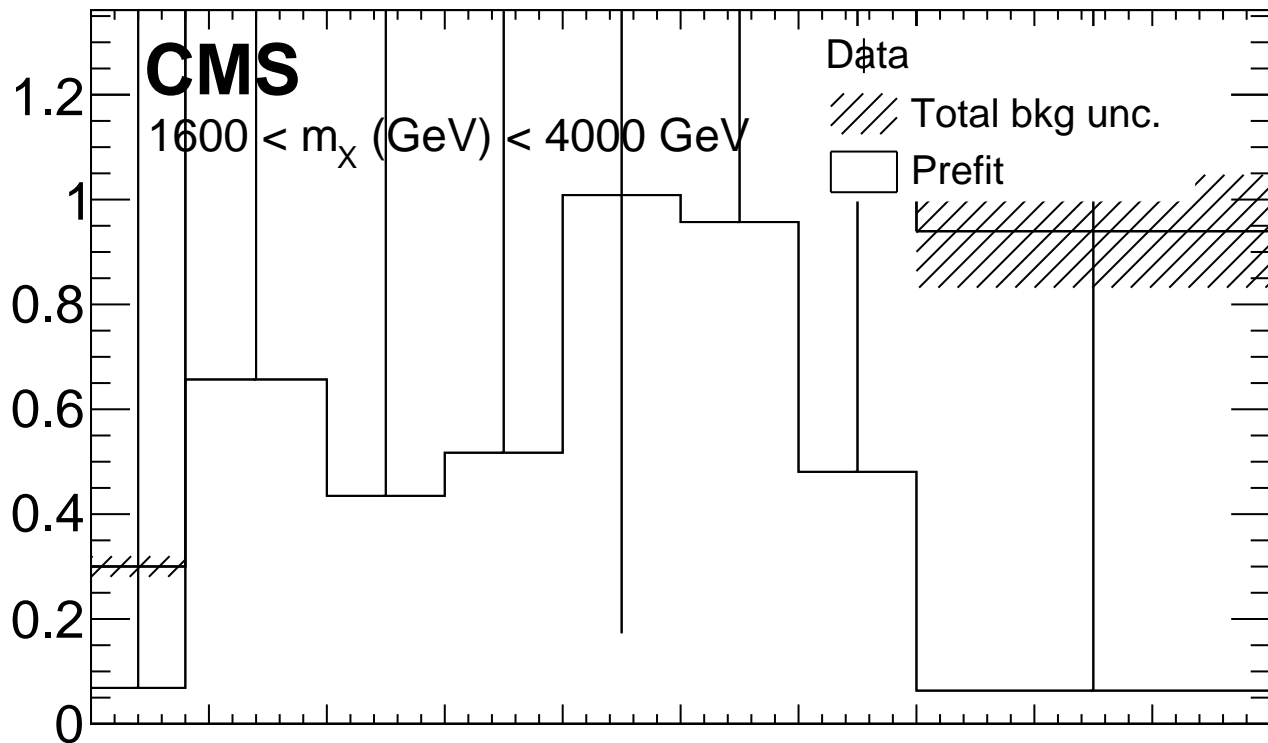 CMS
1600 < mX (GeV) < 4000 GeV
Data
Total bkg unc.
Prefit
1.2
1
0.8
0.6
0.4
0.2
0